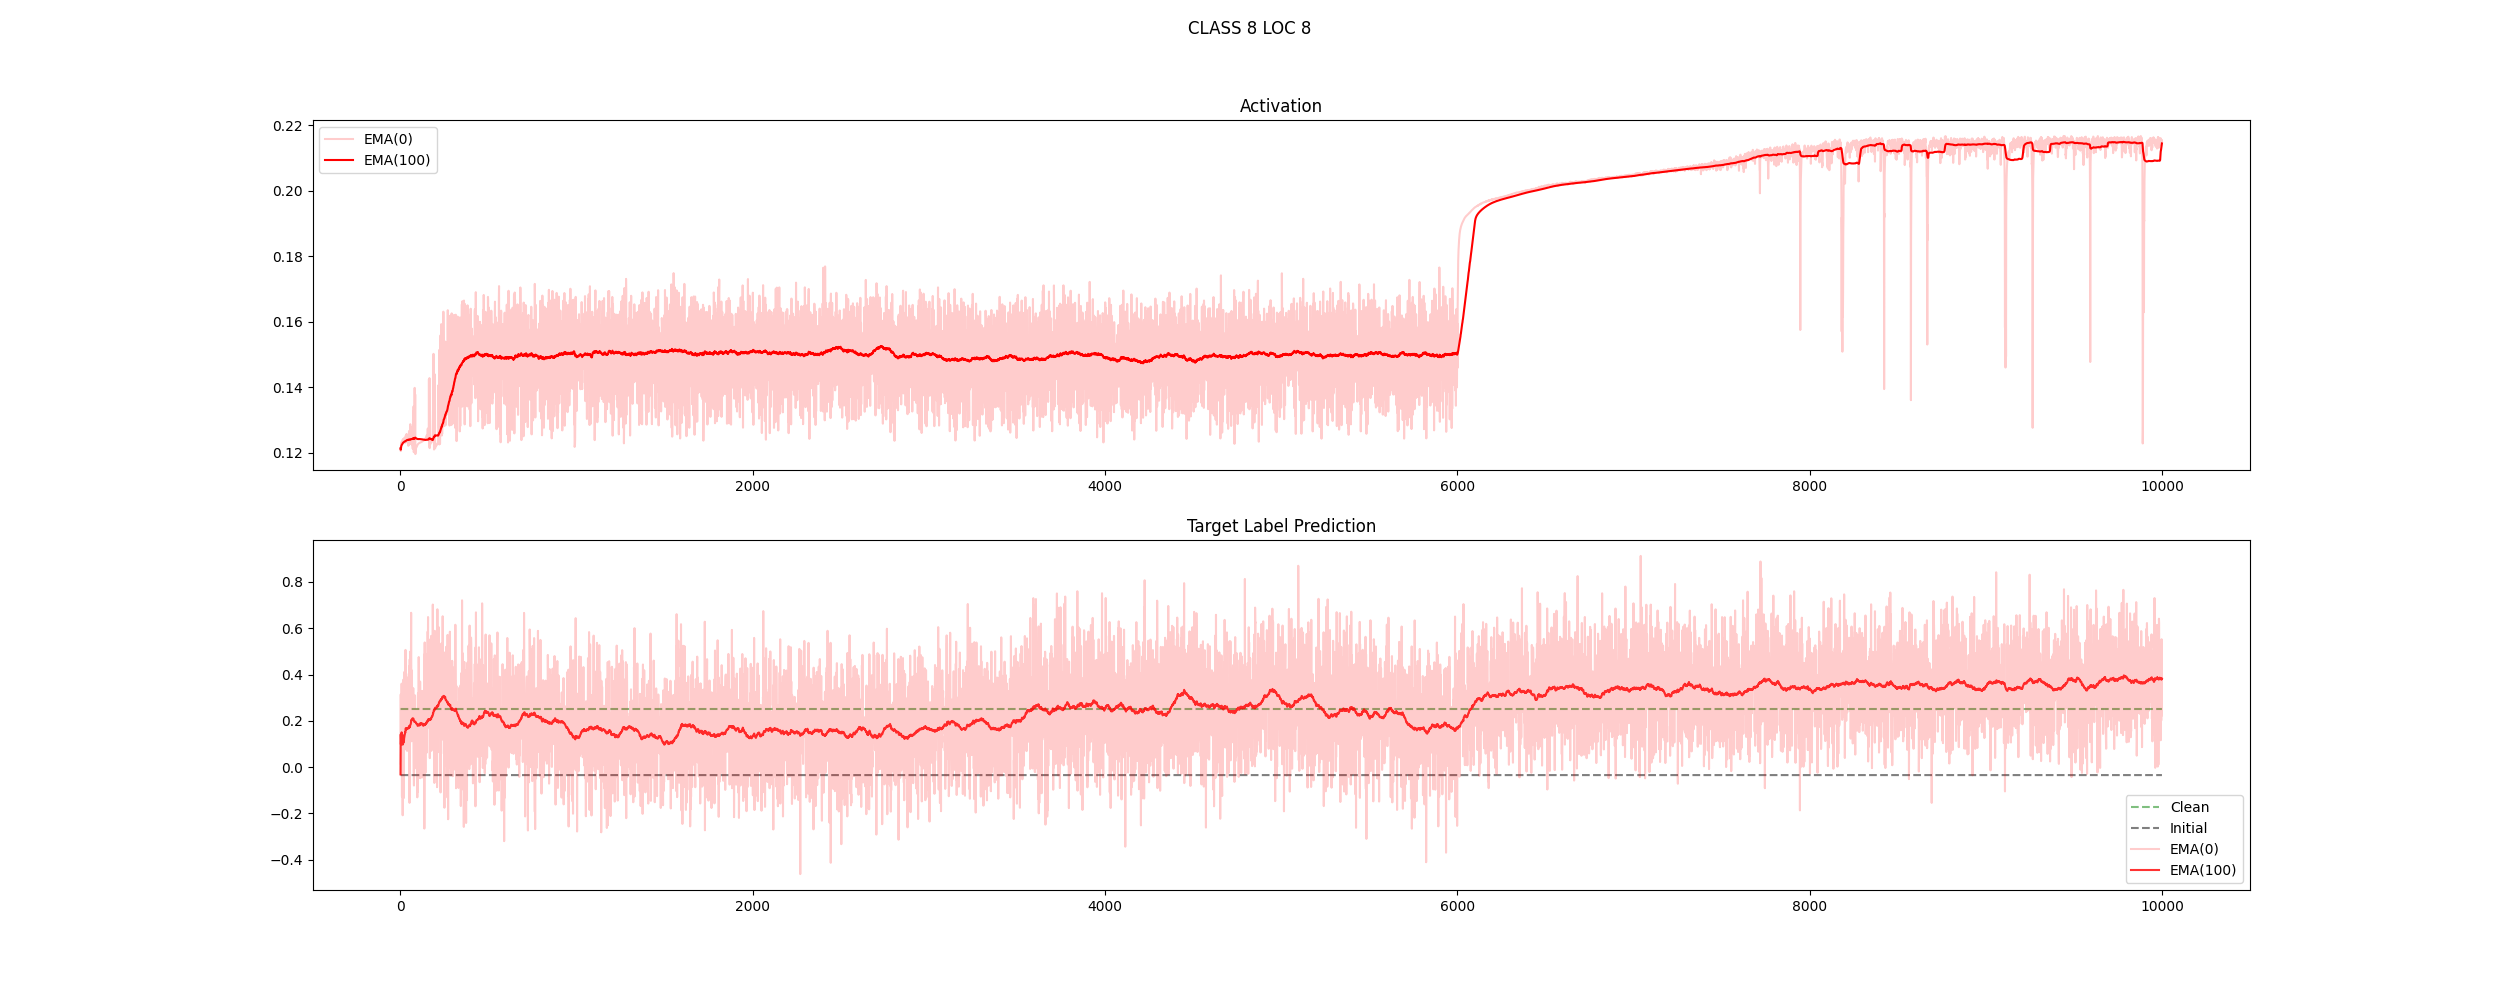 CLASS 8 LOC 8
Activation
EMA(0)
EMA(100)
0.22
0.20
0.18
0.16
0.14
0.12
0 2000 4000 6000 8000 10000
Target Label Prediction
0.8
0.6
0.4
0.2
0.0
−0.2
−0.4
Clean
Initial
EMA(0)
EMA(100)
0 2000 4000 6000 8000 10000